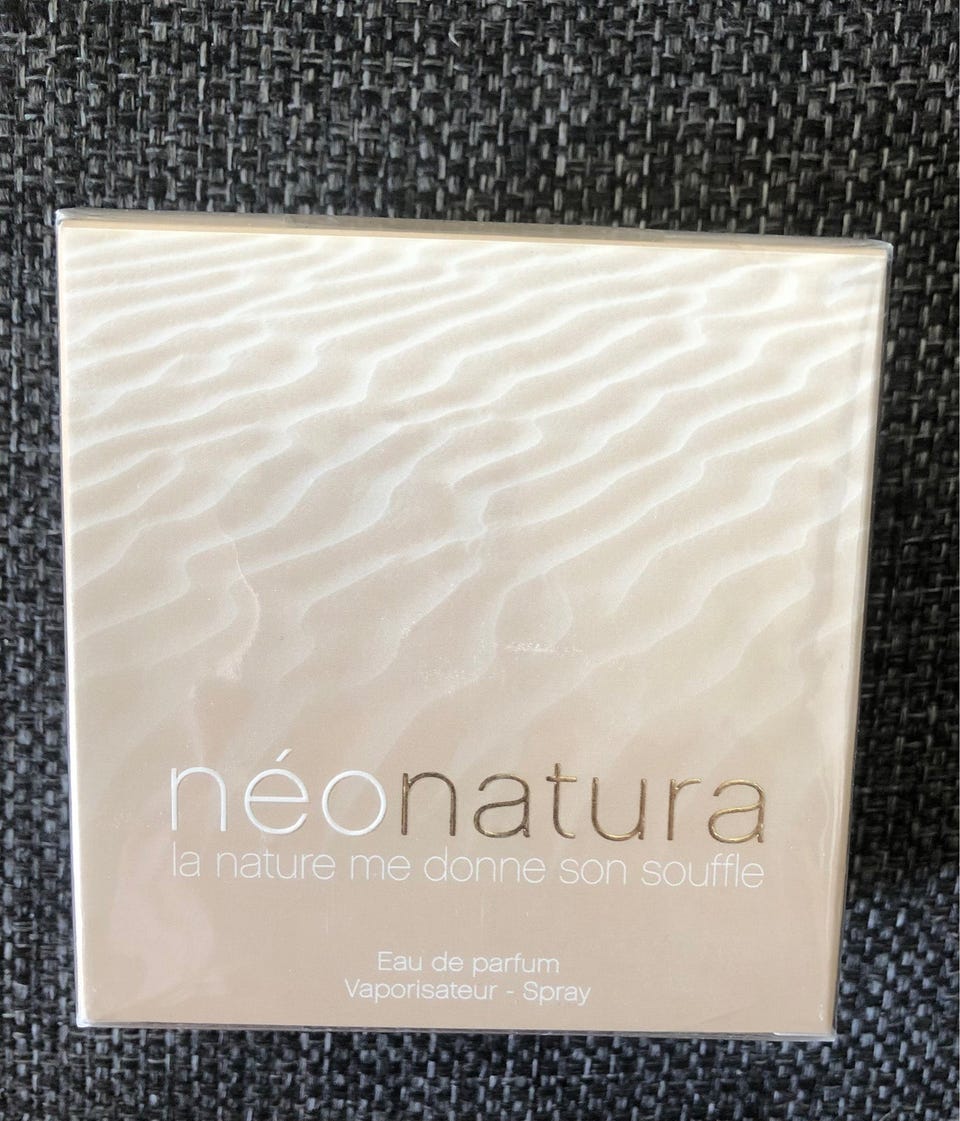 néonatura
la nature me donne son souffle
Eau de parfum
Vaporisateur - Spray